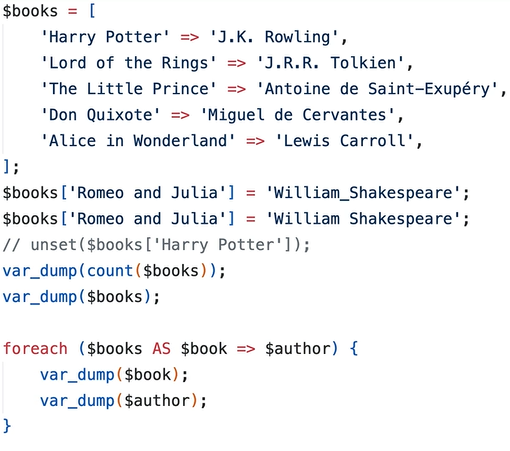 $books = [
    'Harry Potter' => 'J.K. Rowling',
    'Lord of the Rings' => 'J.R.R. Tolkien',
    'The Little Prince' => 'Antoine de Saint-Exupéry',
    'Don Quixote' => 'Miguel de Cervantes',
    'Alice in Wonderland' => 'Lewis Carroll',
];
$books['Romeo and Julia'] = 'William_Shakespeare';
$books['Romeo and Julia'] = 'William Shakespeare';
// unset($books['Harry Potter']);
var_dump(count($books));
var_dump($books);

foreach ($books AS $book => $author) {
    var_dump($book);
    var_dump($author);
}